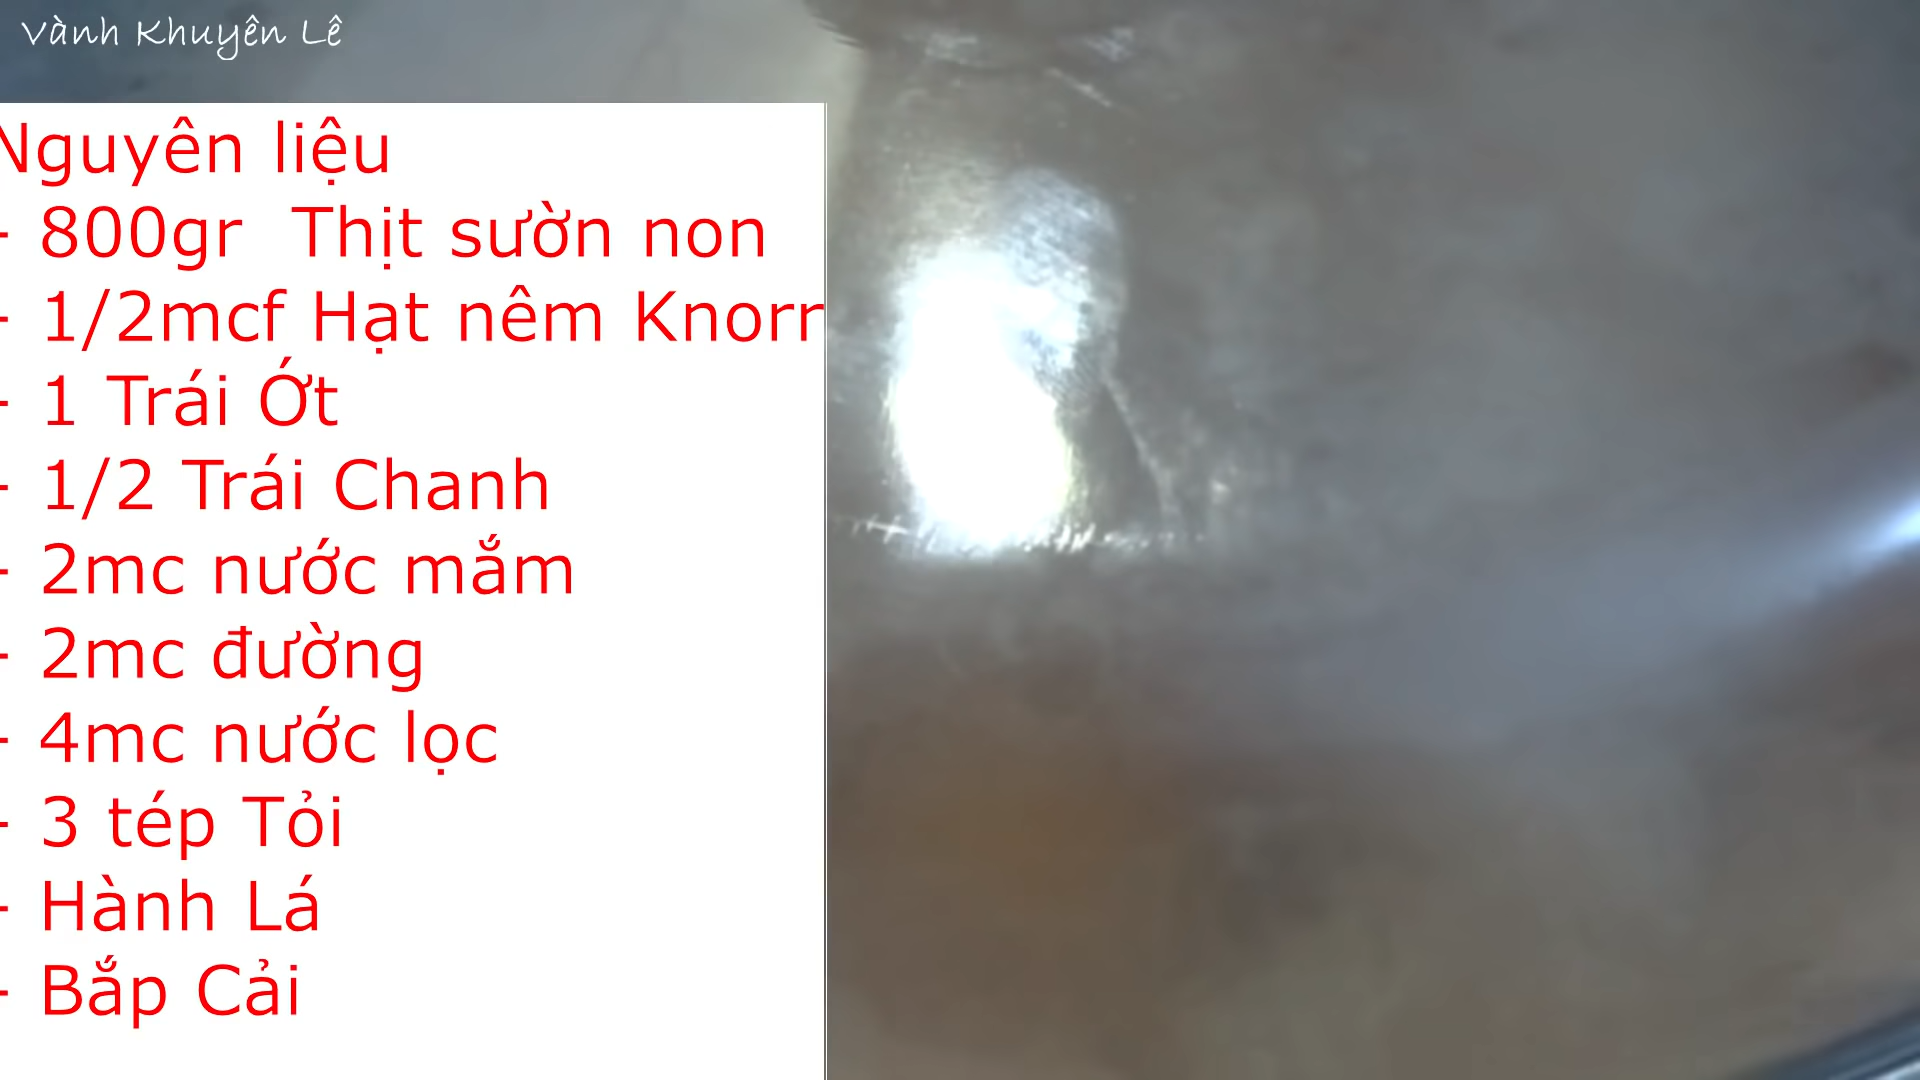 Vành Khuyên Lê
Nguyên liệu
- 800gr Thịt sườn non
- 1/2mcf Hạt nêm Knorr
- 1 Trái Ớt
- 1/2 Trái Chanh
- 2mc nước mắm
- 2mc đường
- 4mc nước lọc
- 3 tép Tỏi
- Hành Lá
- Bắp Cải